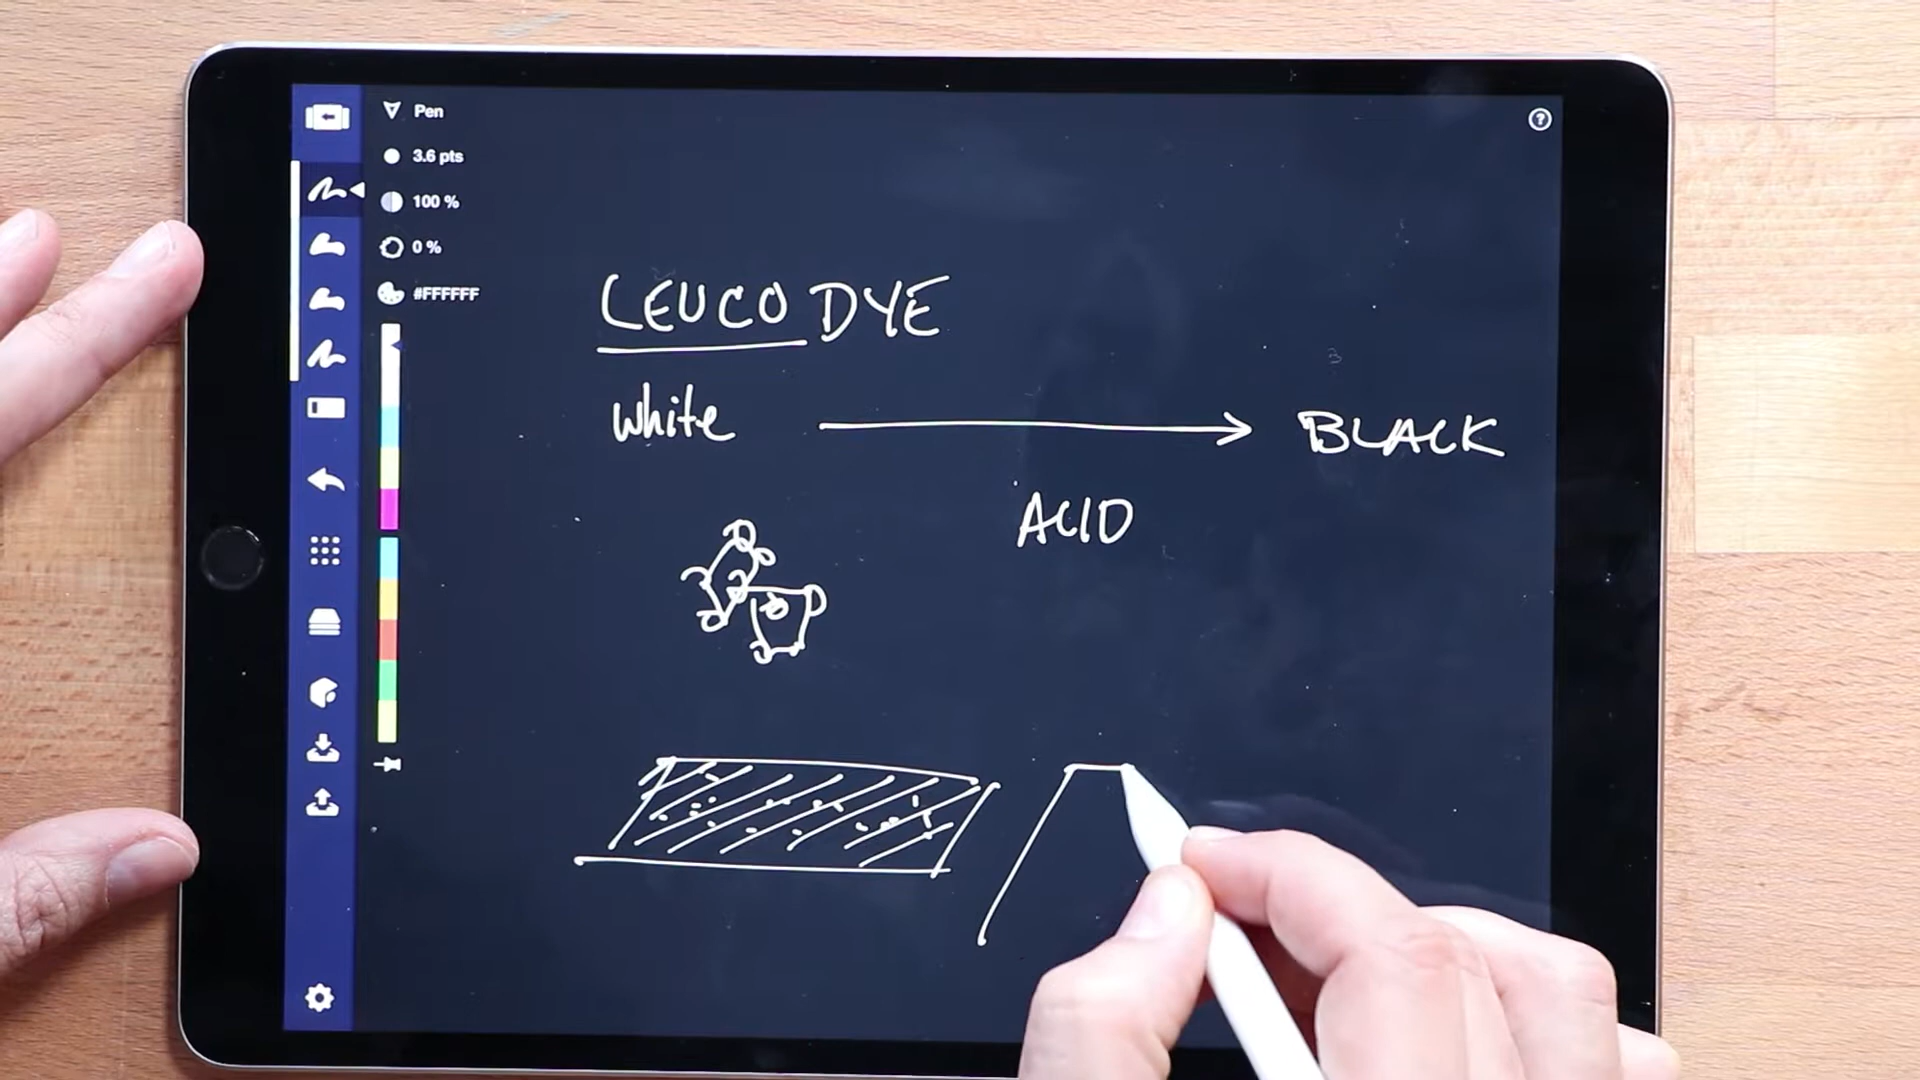 Pen
3.6 pts
100 %
0 %
#FFFFFF
?
LEUCO DYE
White
BLACK
ACID